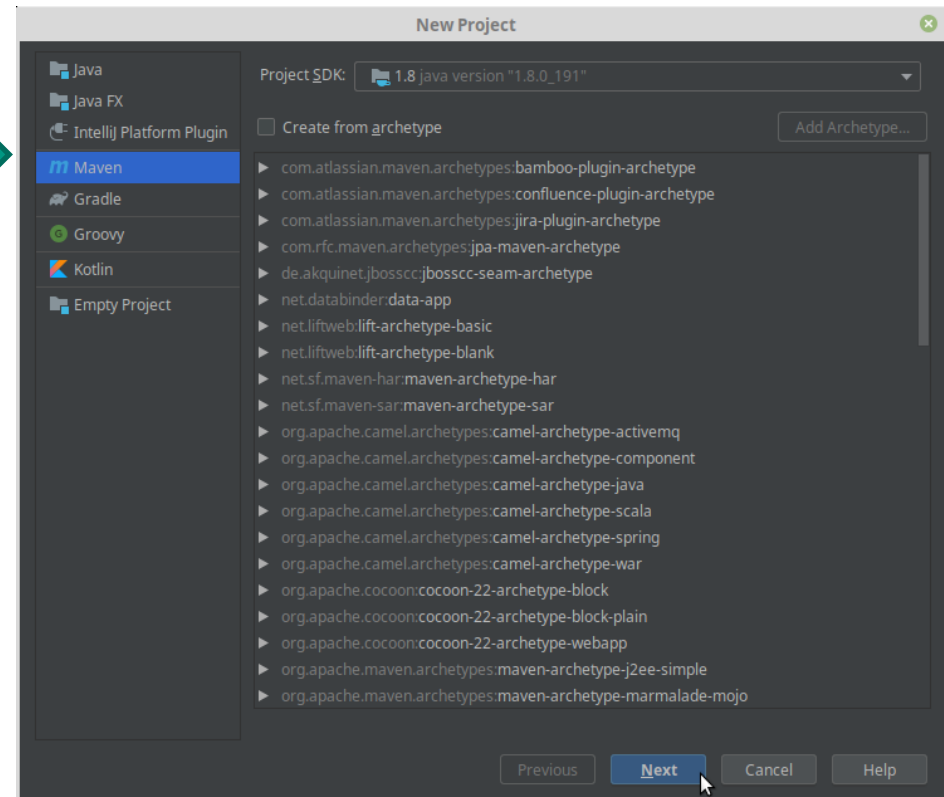 New Project
Java
Java FX
IntelliJ Platform Plugin
Maven
Gradle
Groovy
Kotlin
Empty Project
Project SDK: 1.8 java version "1.8.0_191"
Create from archetype
Add Archetype...
com.atlassian.maven.archetypes:bamboo-plugin-archetype
com.atlassian.maven.archetypes:confluence-plugin-archetype
com.atlassian.maven.archetypes:jira-plugin-archetype
com.rfc.maven.archetypes:jpa-maven-archetype
de.akquinet.jbosscc:jbosscc-seam-archetype
net.databinder:data-app
net.liftweb:lift-archetype-basic
net.liftweb:lift-archetype-blank
net.sf.maven-har:maven-archetype-har
net.sf.maven-sar:maven-archetype-sar
org.apache.camel.archetypes:camel-archetype-activemq
org.apache.camel.archetypes:camel-archetype-component
org.apache.camel.archetypes:camel-archetype-java
org.apache.camel.archetypes:camel-archetype-scala
org.apache.camel.archetypes:camel-archetype-spring
org.apache.camel.archetypes:camel-archetype-war
org.apache.cocoon:cocoon-22-archetype-block
org.apache.cocoon:cocoon-22-archetype-block-plain
org.apache.cocoon:cocoon-22-archetype-webapp
org.apache.maven.archetypes:maven-archetype-j2ee-simple
org.apache.maven.archetypes:maven-archetype-marmalade-mojo
Previous
Next
Cancel
Help